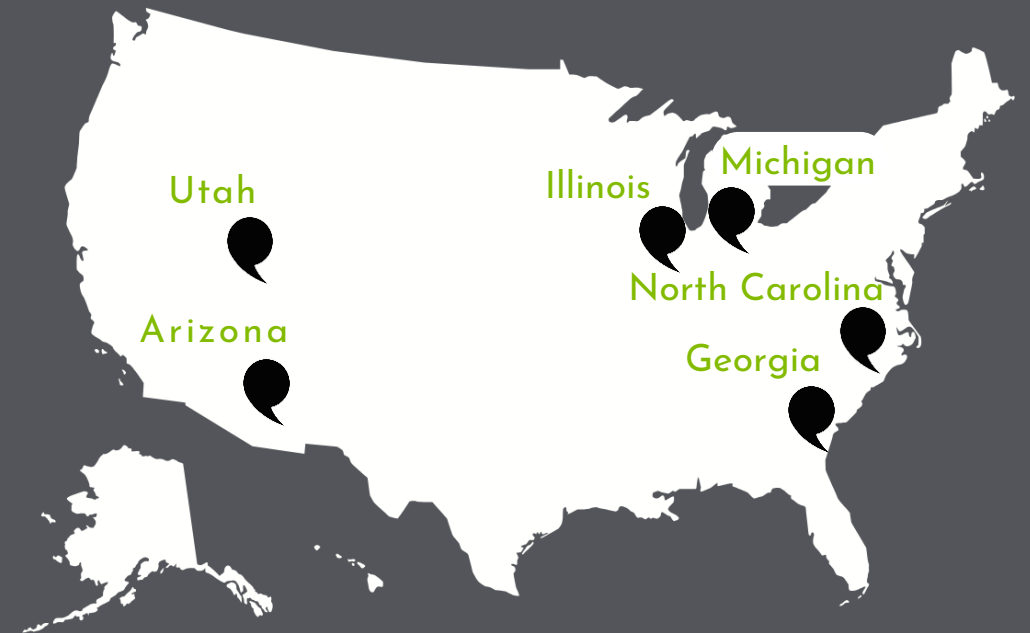 Michigan
Illinois
Utah
North Carolina
Arizona
Georgia